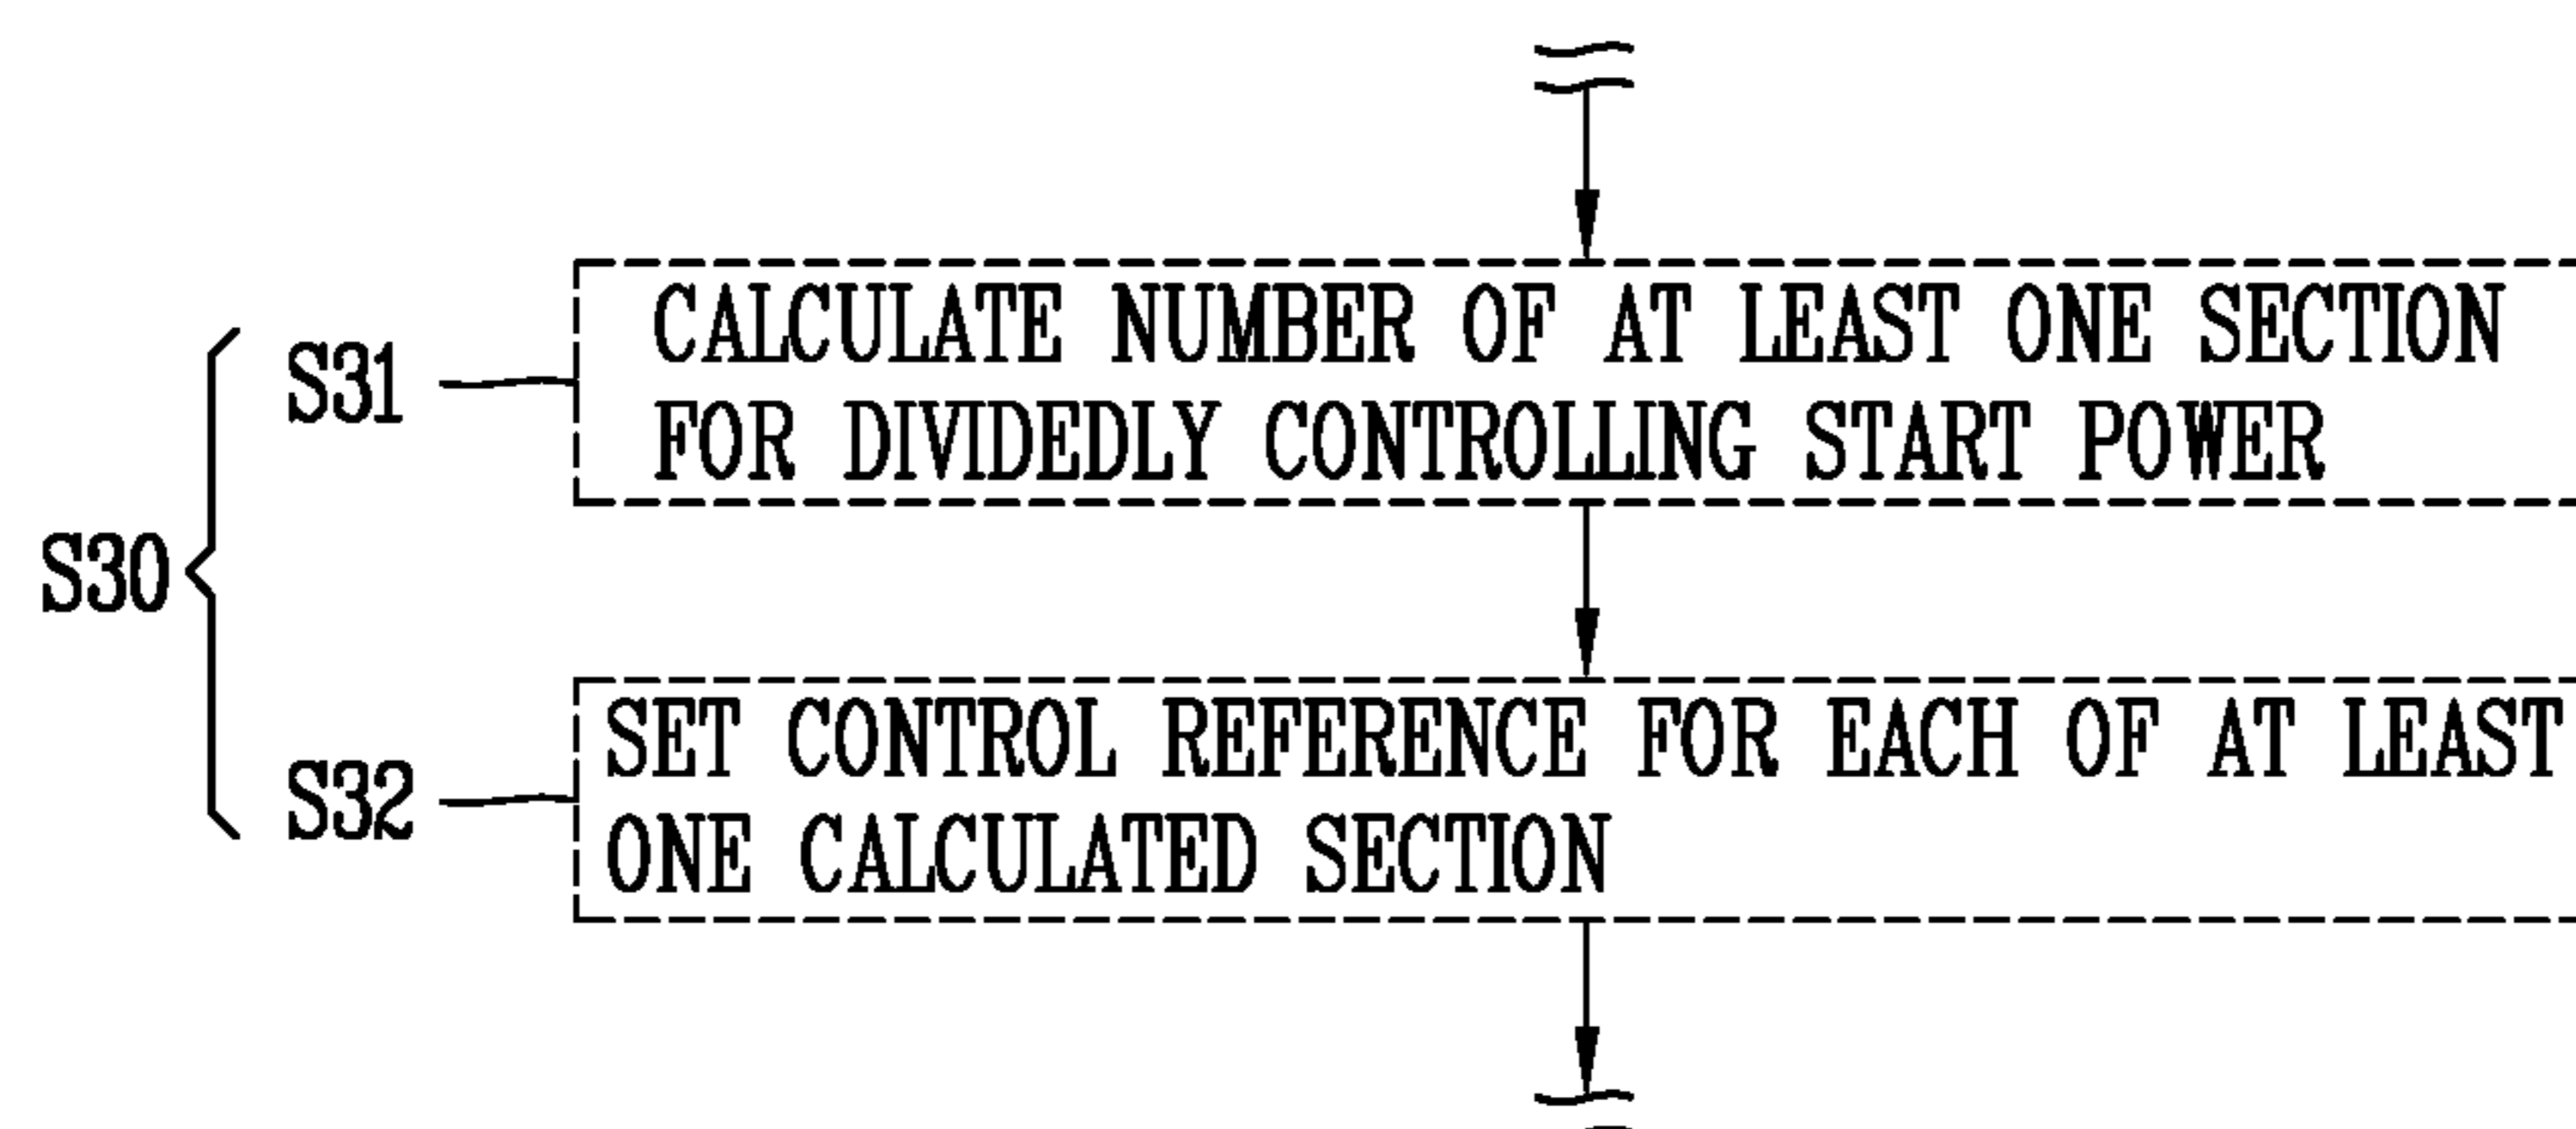 S31
CALCULATE NUMBER OF AT LEAST ONE SECTION
FOR DIVIDEDLY CONTROLLING START POWER
S30
S32
SET CONTROL REFERENCE FOR EACH OF AT LEAST
ONE CALCULATED SECTION